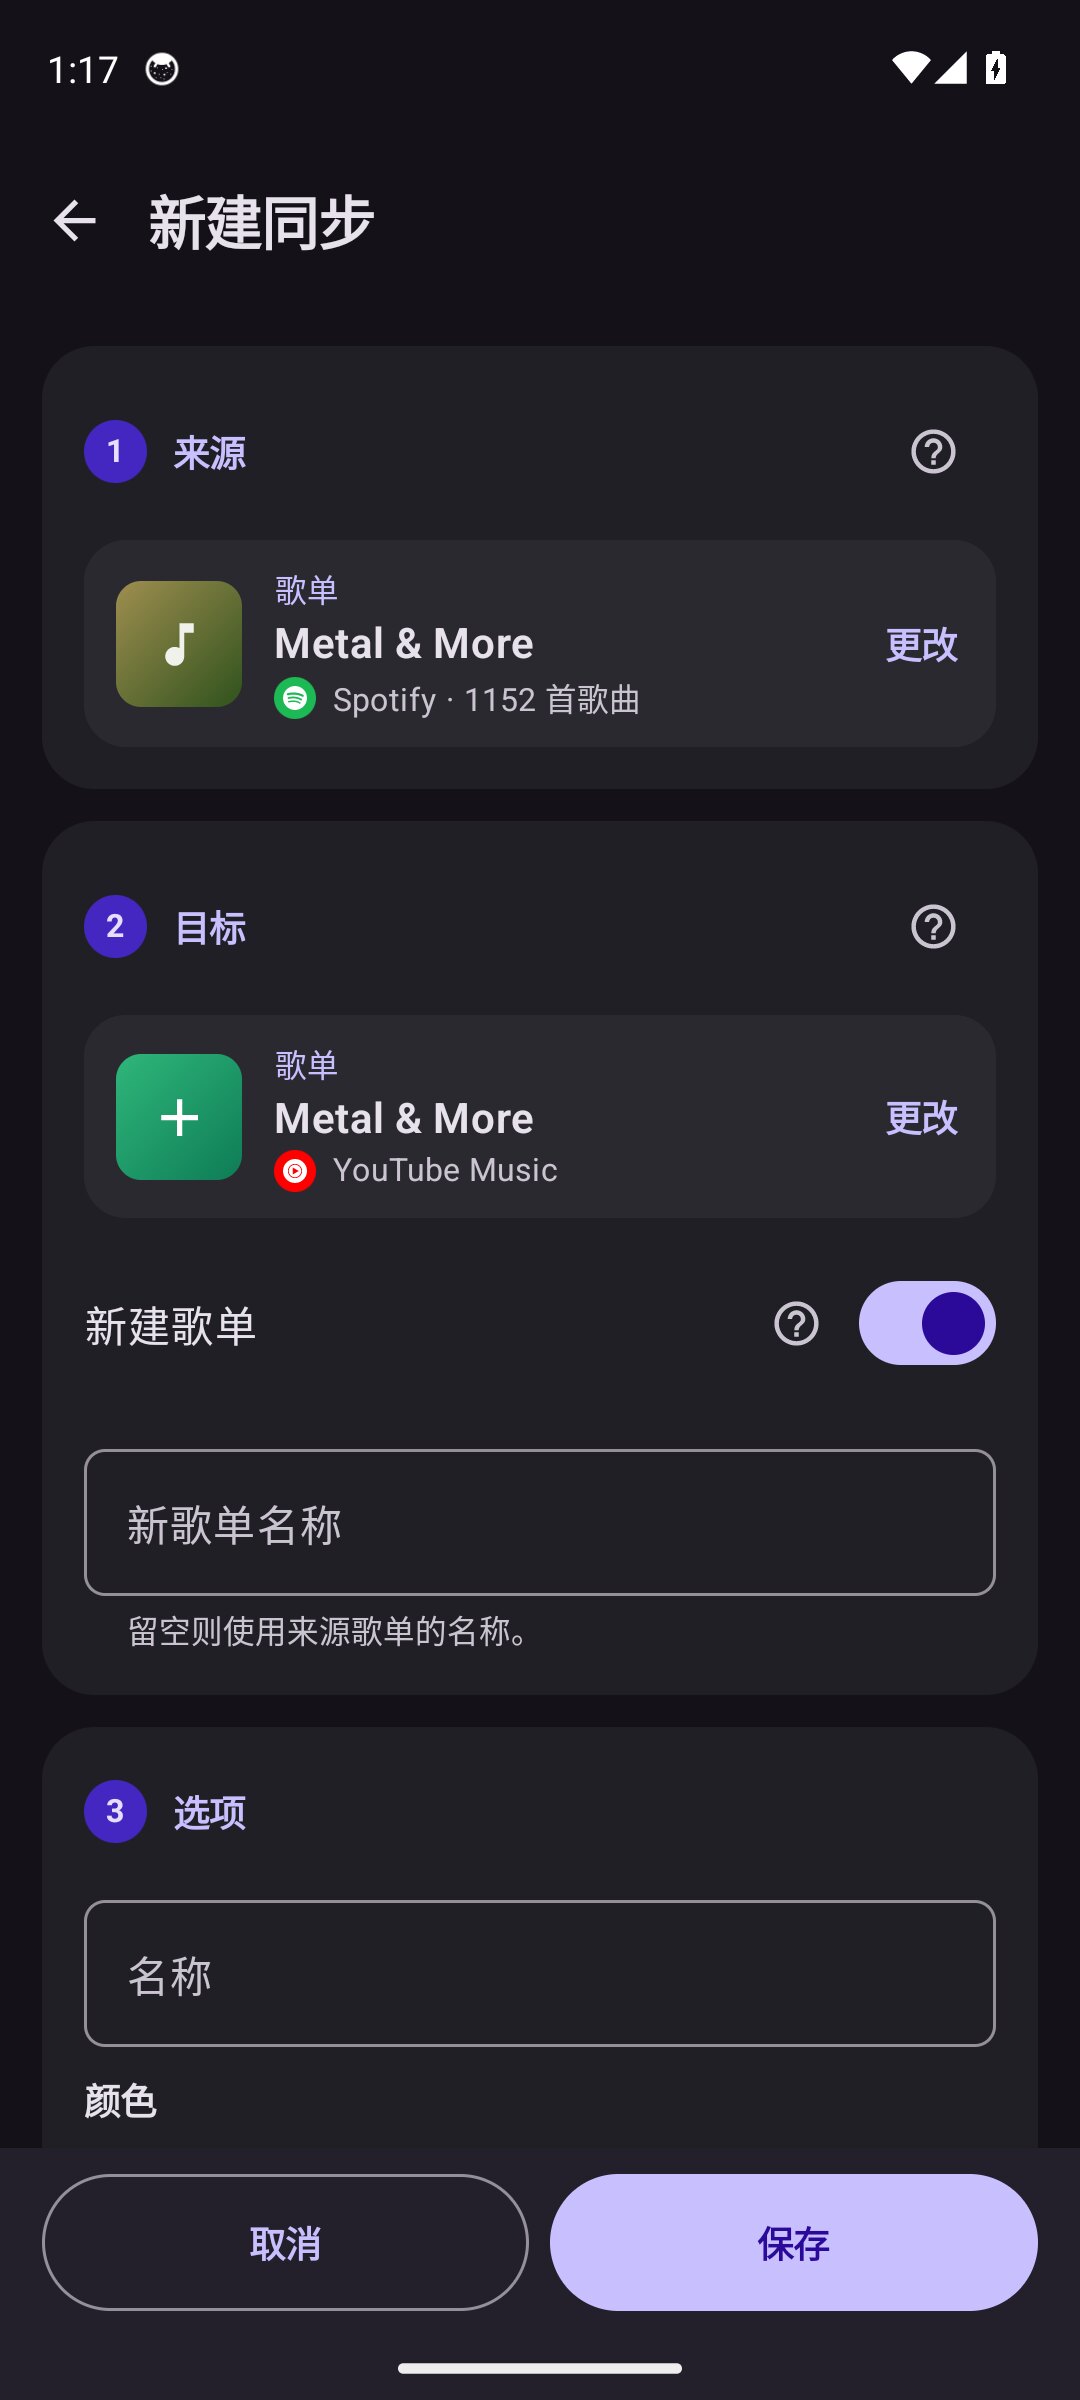 1:17
新建同步
1 来源
歌单
Metal & More
更改
Spotify · 1152 首歌曲
2 目标
歌单
Metal & More
更改
YouTube Music
新建歌单
新歌单名称
留空则使用来源歌单的名称。
3 选项
名称
颜色
取消 保存